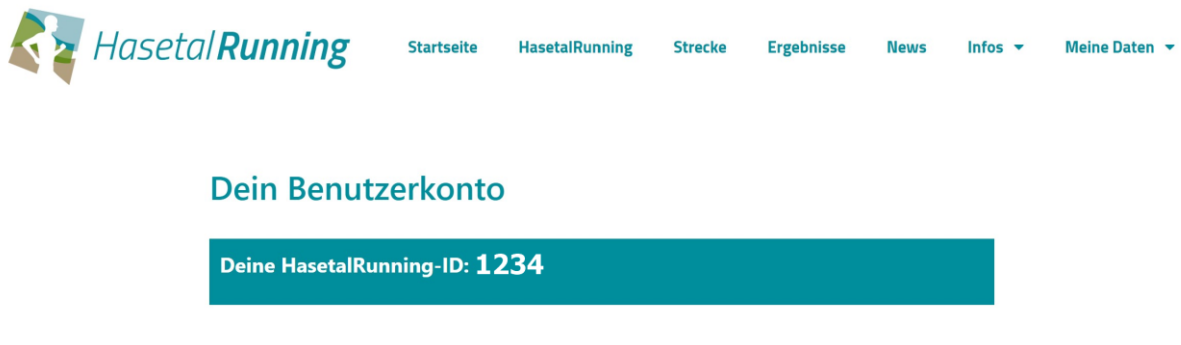 HasetalRunning Startseite HasetalRunning Strecke Ergebnisse News Infos Meine Daten
Dein Benutzerkonto
Deine HasetalRunning-ID: 1234